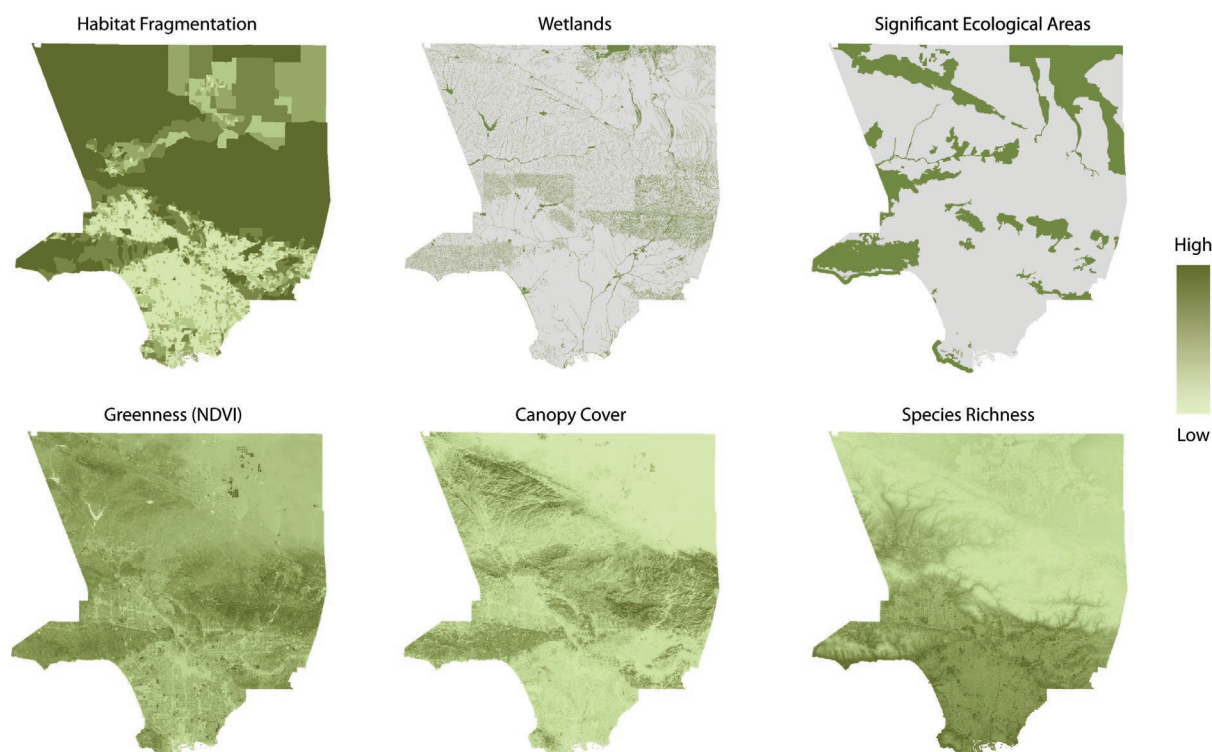 Habitat Fragmentation
Wetlands
Significant Ecological Areas
High
Low
Greenness (NDVI)
Canopy Cover
Species Richness